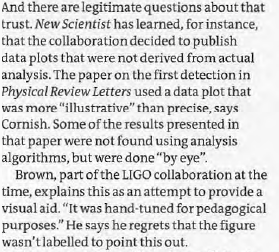 And there are legitimate questions about that
trust. New Scientist has learned, for instance,
that the collaboration decided to publish
data plots that were not derived from actual
analysis. The paper on the first detection in
Physical Review Letters used a data plot that
was more “illustrative” than precise, says
Cornish. Some of the results presented in
that paper were not found using analysis
algorithms, but were done “by eye”.
Brown, part of the LIGO collaboration at the
time, explains this as an attempt to provide a
visual aid. “It was hand-tuned for pedagogical
purposes.” He says he regrets that the figure
wasn’t labelled to point this out.